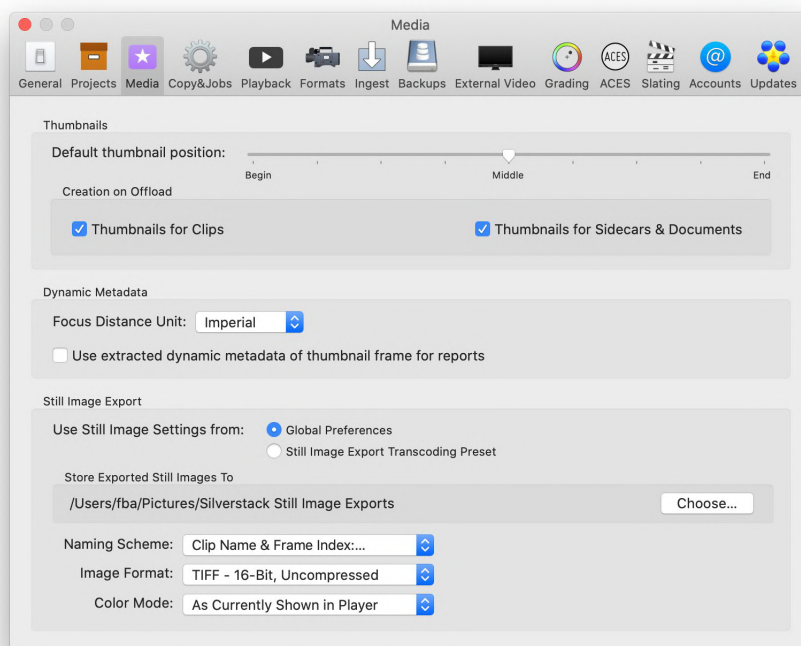 Media
General Projects Media Copy&Jobs Playback Formats Ingest Backups External Video Grading ACES ACES Slating @ Accounts Updates
Thumbnails
Default thumbnail position:
Begin Middle End
Creation on Offload
Thumbnails for Clips Thumbnails for Sidecars & Documents
Dynamic Metadata
Focus Distance Unit: Imperial
Use extracted dynamic metadata of thumbnail frame for reports
Still Image Export
Use Still Image Settings from: Global Preferences
Still Image Export Transcoding Preset
Store Exported Still Images To
/Users/fba/Pictures/Silverstack Still Image Exports Choose...
Naming Scheme: Clip Name & Frame Index:...
Image Format: TIFF - 16-Bit, Uncompressed
Color Mode: As Currently Shown in Player